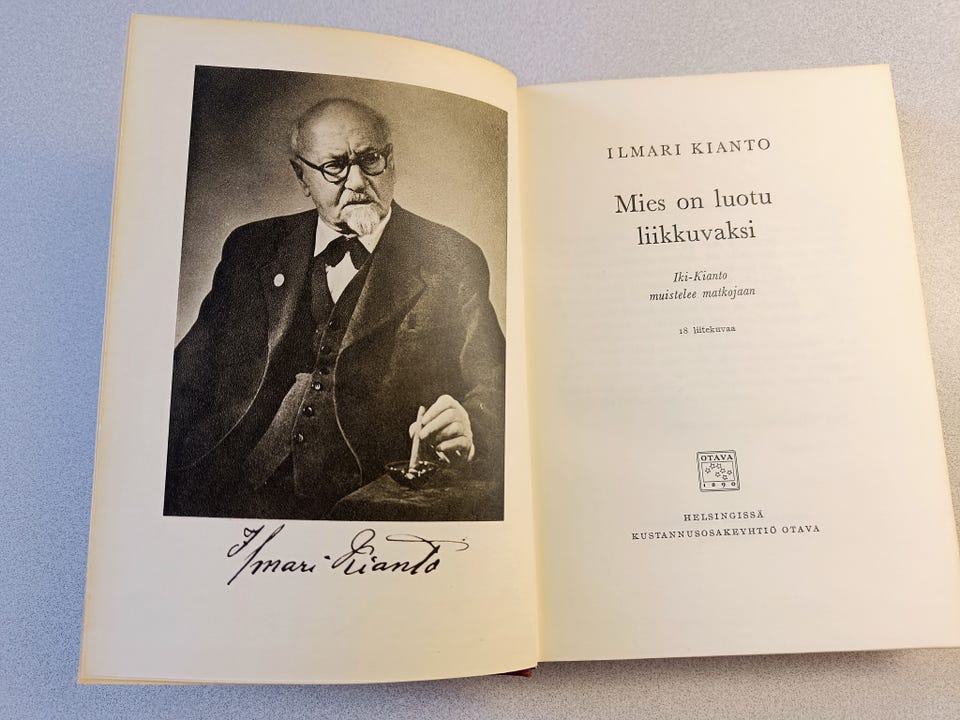 Ilmari Kianto
ILMARI KIANTO
Mies on luotu
liikkuvaksi
Iki-Kianto
muistelee matkojaan
18 liitekuvaa
OTAVA
1890
HELSINGISSÄ
KUSTANNUSOSAKEYHTIÖ OTAVA